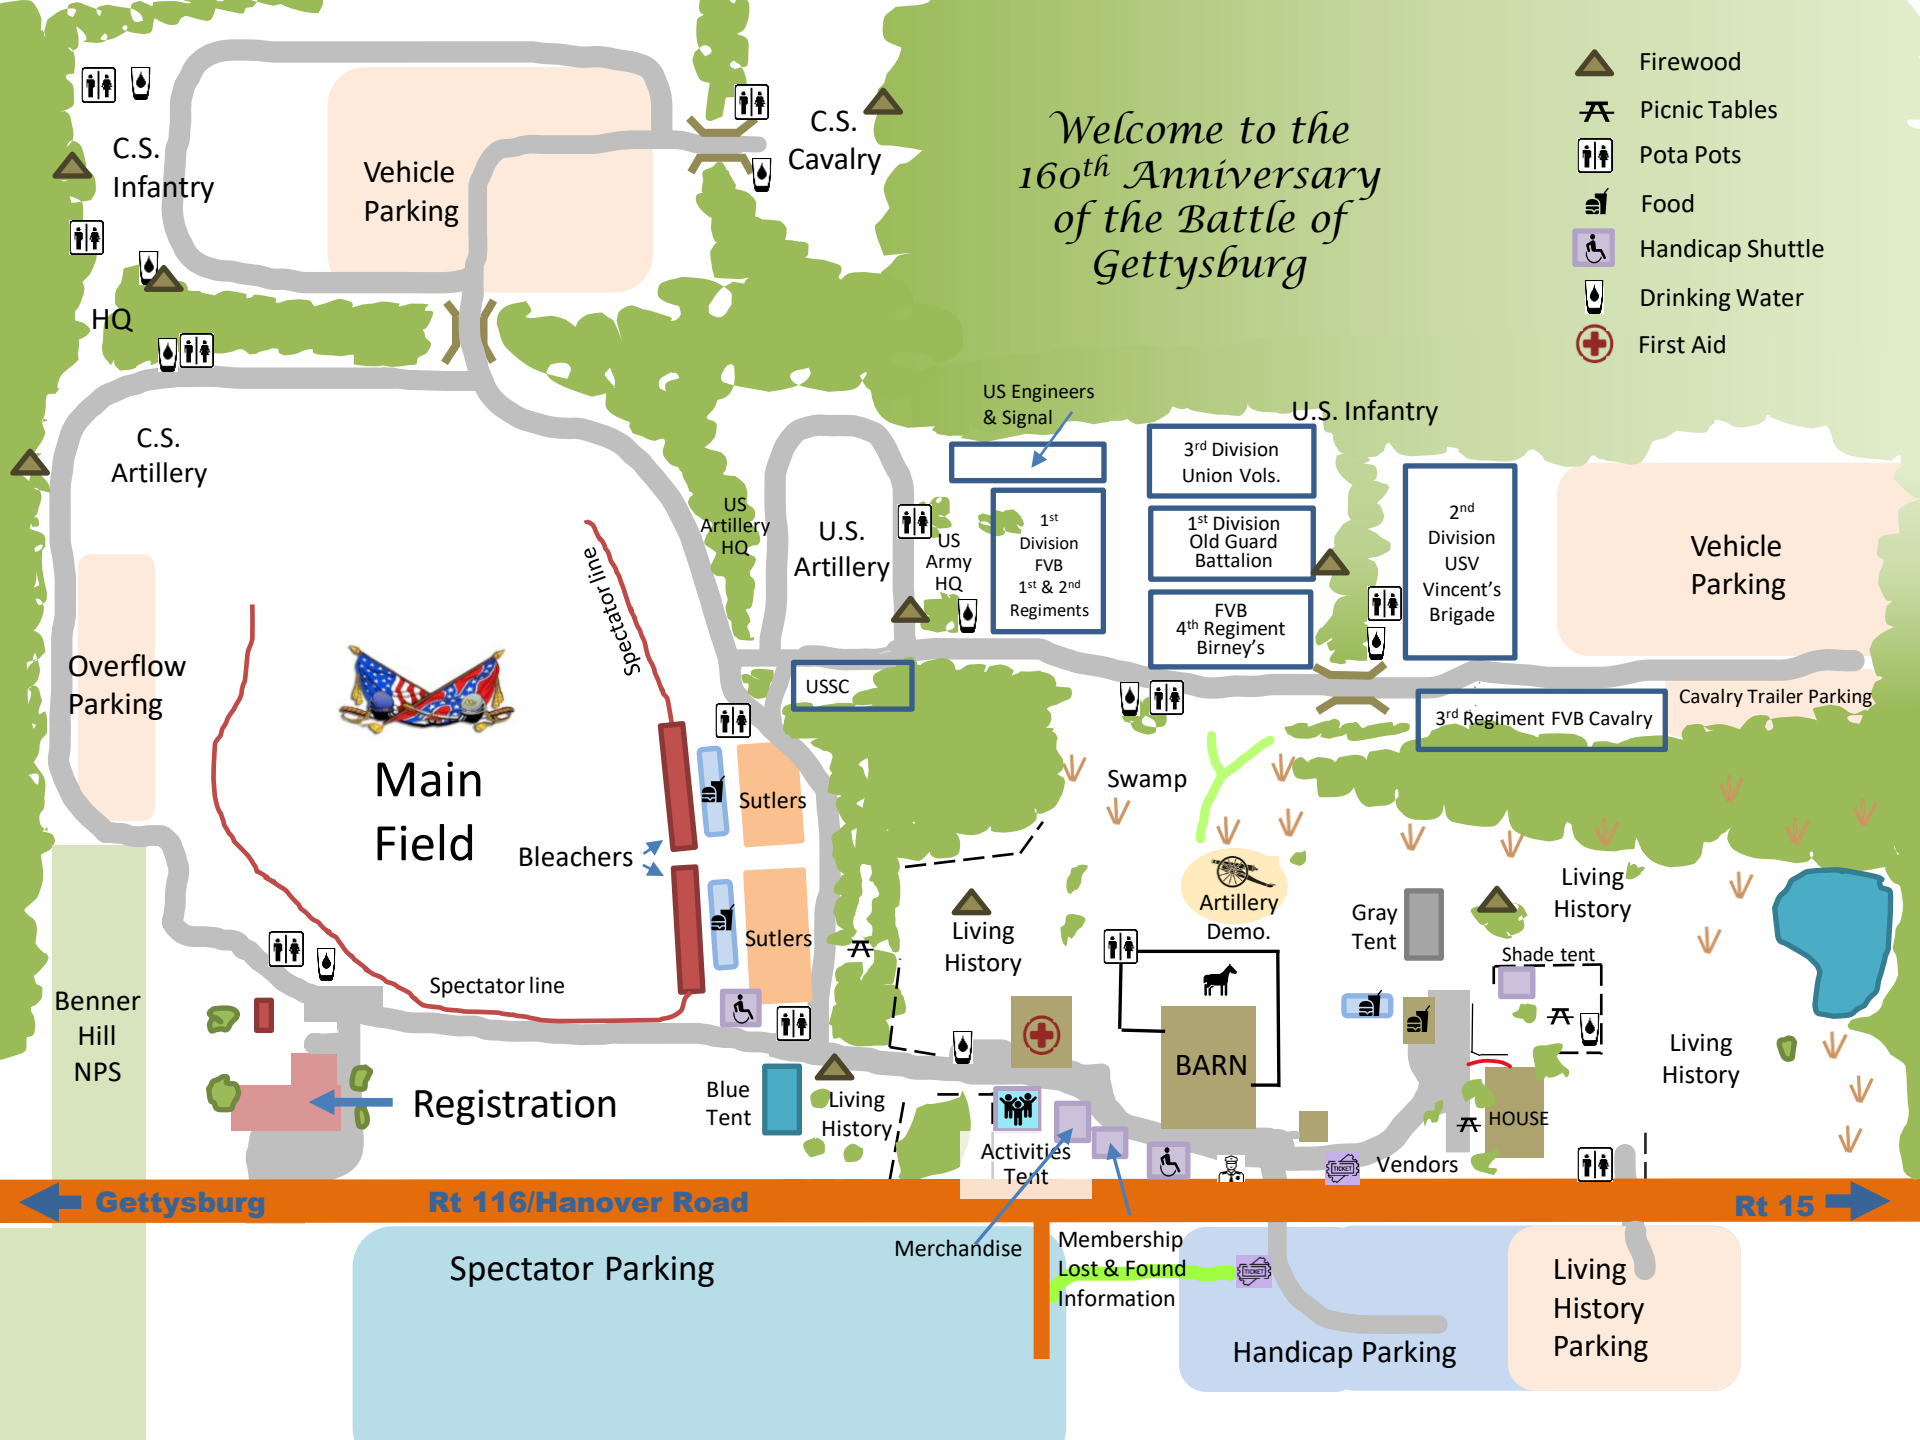 Welcome to the
160th Anniversary
of the Battle of
Gettysburg
Firewood
Picnic Tables
Pota Pots
Food
Handicap Shuttle
Drinking Water
First Aid
C.S.
Infantry
Vehicle
Parking
C.S.
Cavalry
HQ
C.S.
Artillery
US Engineers
& Signal
U.S. Infantry
3rd Division
Union Vols.
1st Division
Old Guard
Battalion
FVB
4th Regiment
Birney's
1st
Division
FVB
1st & 2nd
Regiments
2nd
Division
USV
Vincent's
Brigade
Vehicle
Parking
US
Artillery
HQ
U.S.
Artillery
US
Army
HQ
Spectator line
Overflow
Parking
USSC
3rd Regiment FVB Cavalry
Cavalry Trailer Parking
Main
Field
Bleachers
Sutlers
Sutlers
Swamp
Artillery
Demo.
Living
History
Gray
Tent
Living
History
Shade tent
Spectator line
Benner
Hill
NPS
Registration
Blue
Tent
Living
History
BARN
Activities
Tent
HOUSE
Living
History
TICKET
Vendors
Gettysburg
Rt 116/Hanover Road
Rt 15
Spectator Parking
Merchandise
Membership
Lost & Found
Information
TICKET
Handicap Parking
Living
History
Parking